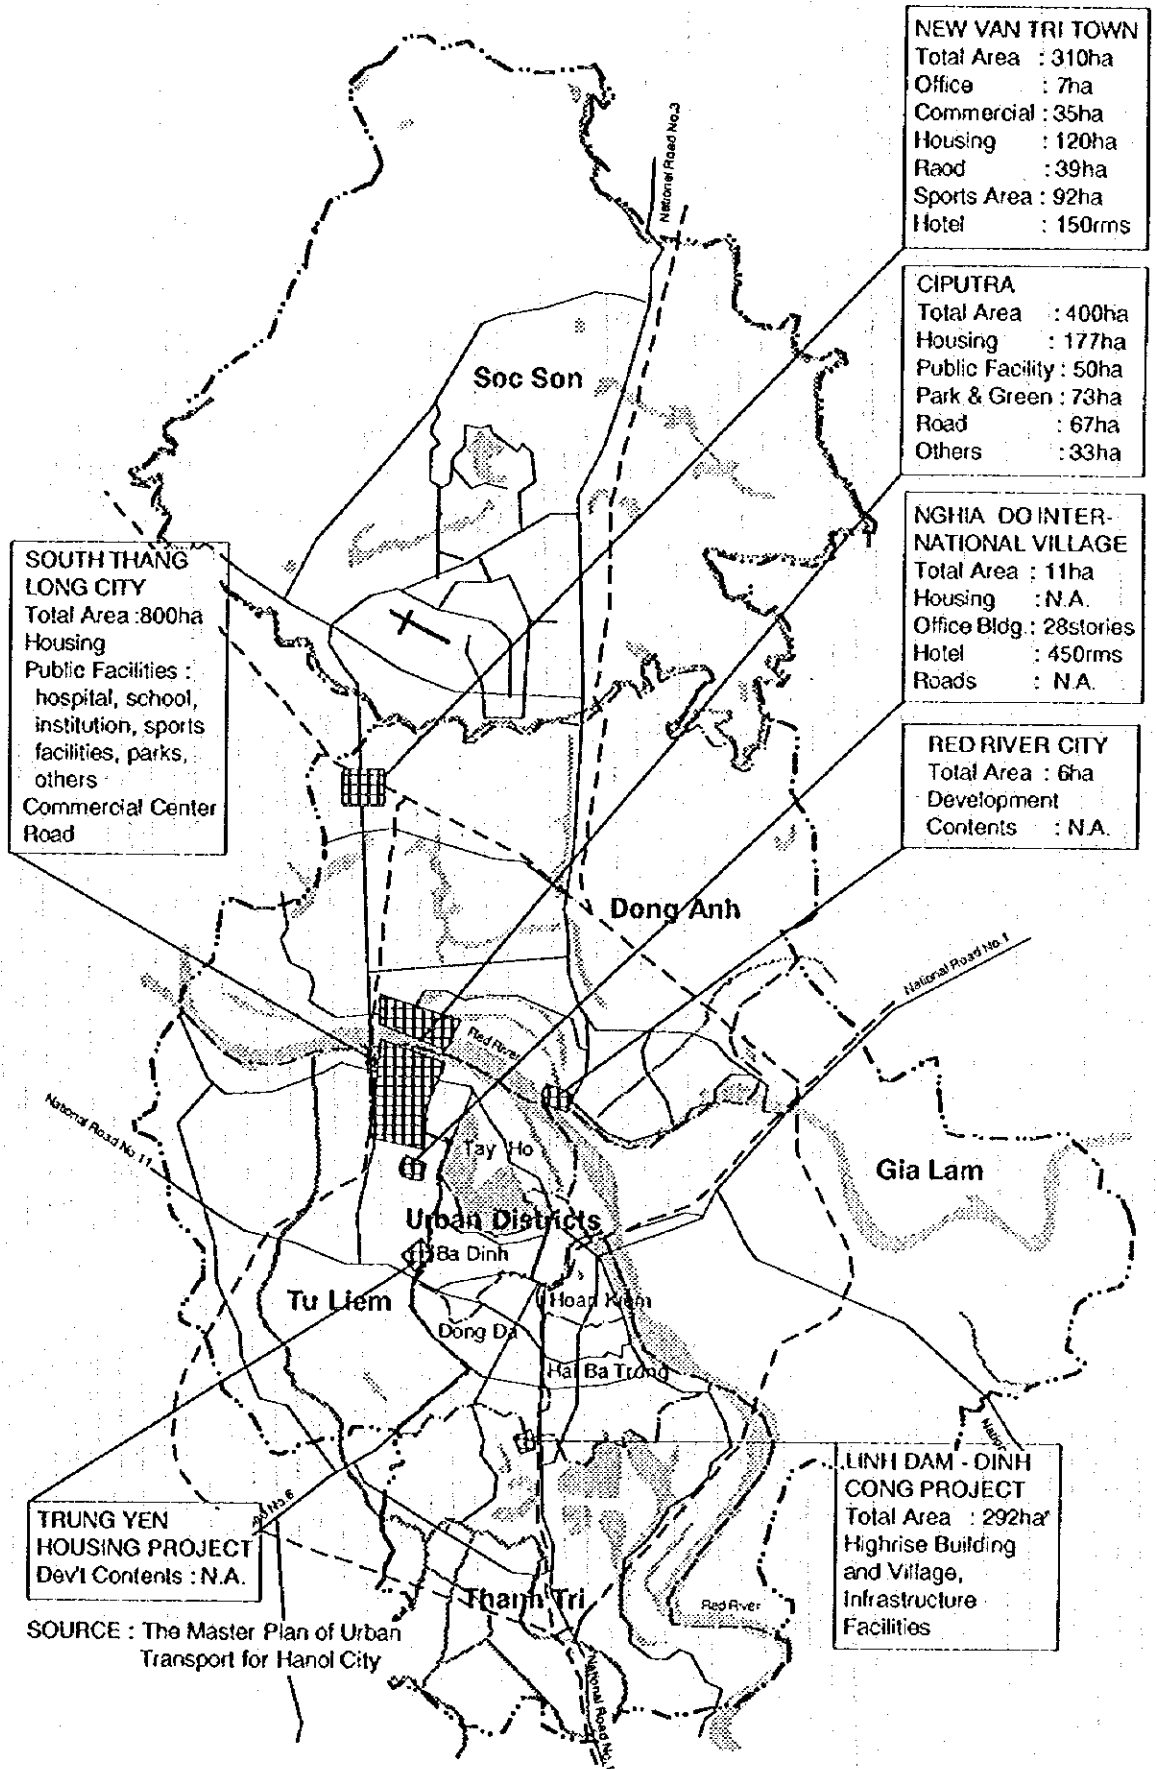 NEW VAN TRI TOWN
Total Area : 310ha
Office : 7ha
Commercial : 35ha
Housing : 120ha
Raod : 39ha
Sports Area : 92ha
Hotel : 150rms
National Road No.3
CIPUTRA
Total Area : 400ha
Housing : 177ha
Public Facility : 50ha
Park & Green : 73ha
Road : 67ha
Others : 33ha
Soc Son
NGHIA DO INTER-
NATIONAL VILLAGE
Total Area : 11ha
Housing : N.A.
Office Bldg. : 28stories
Hotel : 450rms
Roads : N.A.
SOUTH THANG
LONG CITY
Total Area :800ha
Housing
Public Facilities :
hospital, school,
institution, sports
facilities, parks,
others
Commercial Center
Road
RED RIVER CITY
Total Area : 6ha
Development
Contents : N.A.
Dong Anh
National Road No.1
Red River
National Road No 11
Tay Ho
Gia Lam
Urban Districts
Ba Dinh
Tu Liem
Hoan Kiem
Dong Da
Hai Ba Trung
LINH DAM - DINH
CONG PROJECT
Total Area : 292ha
Highrise Building
and Village,
Infrastructure
Facilities
TRUNG YEN
HOUSING PROJECT
Dev't Contents : N.A.
No.6
Thanh Tri
Red River
SOURCE : The Master Plan of Urban
Transport for Hanoi City
National Road No.